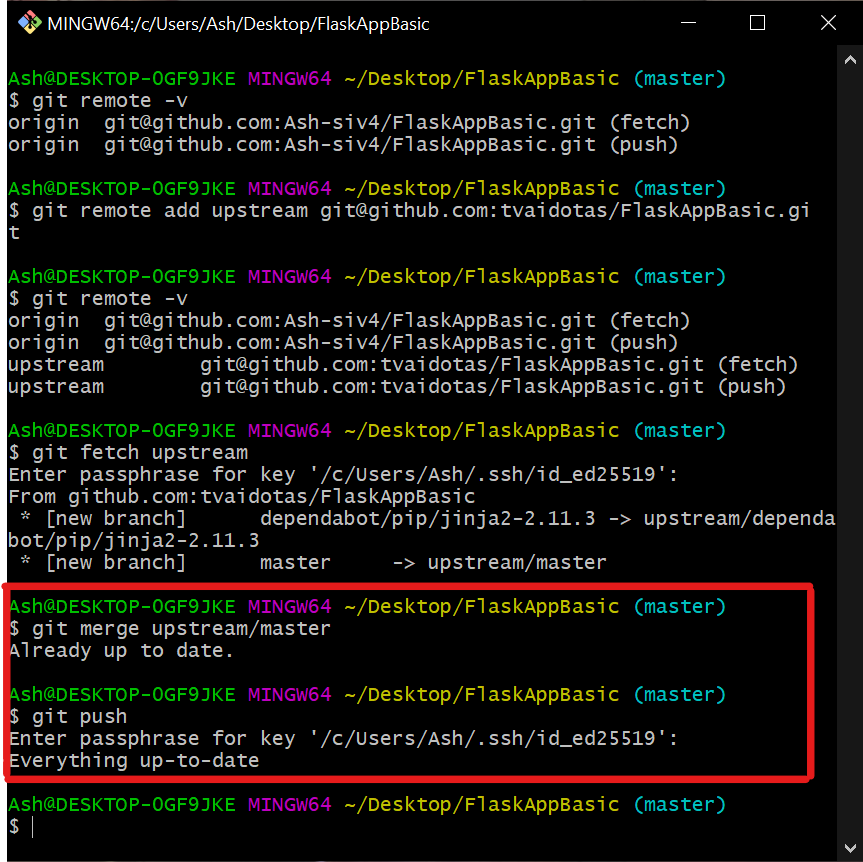 MINGW64:/c/Users/Ash/Desktop/FlaskAppBasic
Ash@DESKTOP-OGF9JKE MINGW64 ~/Desktop/FlaskAppBasic (master)
$ git remote -v
origin  git@github.com:Ash-siv4/FlaskAppBasic.git (fetch)
origin  git@github.com:Ash-siv4/FlaskAppBasic.git (push)
Ash@DESKTOP-OGF9JKE MINGW64 ~/Desktop/FlaskAppBasic (master)
$ git remote add upstream git@github.com:tvaidotas/FlaskAppBasic.gi
t
Ash@DESKTOP-OGF9JKE MINGW64 ~/Desktop/FlaskAppBasic (master)
$ git remote -v
origin  git@github.com:Ash-siv4/FlaskAppBasic.git (fetch)
origin  git@github.com:Ash-siv4/FlaskAppBasic.git (push)
upstream        git@github.com:tvaidotas/FlaskAppBasic.git (fetch)
upstream        git@github.com:tvaidotas/FlaskAppBasic.git (push)
Ash@DESKTOP-OGF9JKE MINGW64 ~/Desktop/FlaskAppBasic (master)
$ git fetch upstream
Enter passphrase for key '/c/Users/Ash/.ssh/id_ed25519':
From github.com:tvaidotas/FlaskAppBasic
 * [new branch]      dependabot/pip/jinja2-2.11.3 -> upstream/dependa
bot/pip/jinja2-2.11.3
 * [new branch]      master     -> upstream/master
Ash@DESKTOP-OGF9JKE MINGW64 ~/Desktop/FlaskAppBasic (master)
$ git merge upstream/master
Already up to date.
Ash@DESKTOP-OGF9JKE MINGW64 ~/Desktop/FlaskAppBasic (master)
$ git push
Enter passphrase for key '/c/Users/Ash/.ssh/id_ed25519':
Everything up-to-date
Ash@DESKTOP-OGF9JKE MINGW64 ~/Desktop/FlaskAppBasic (master)
$